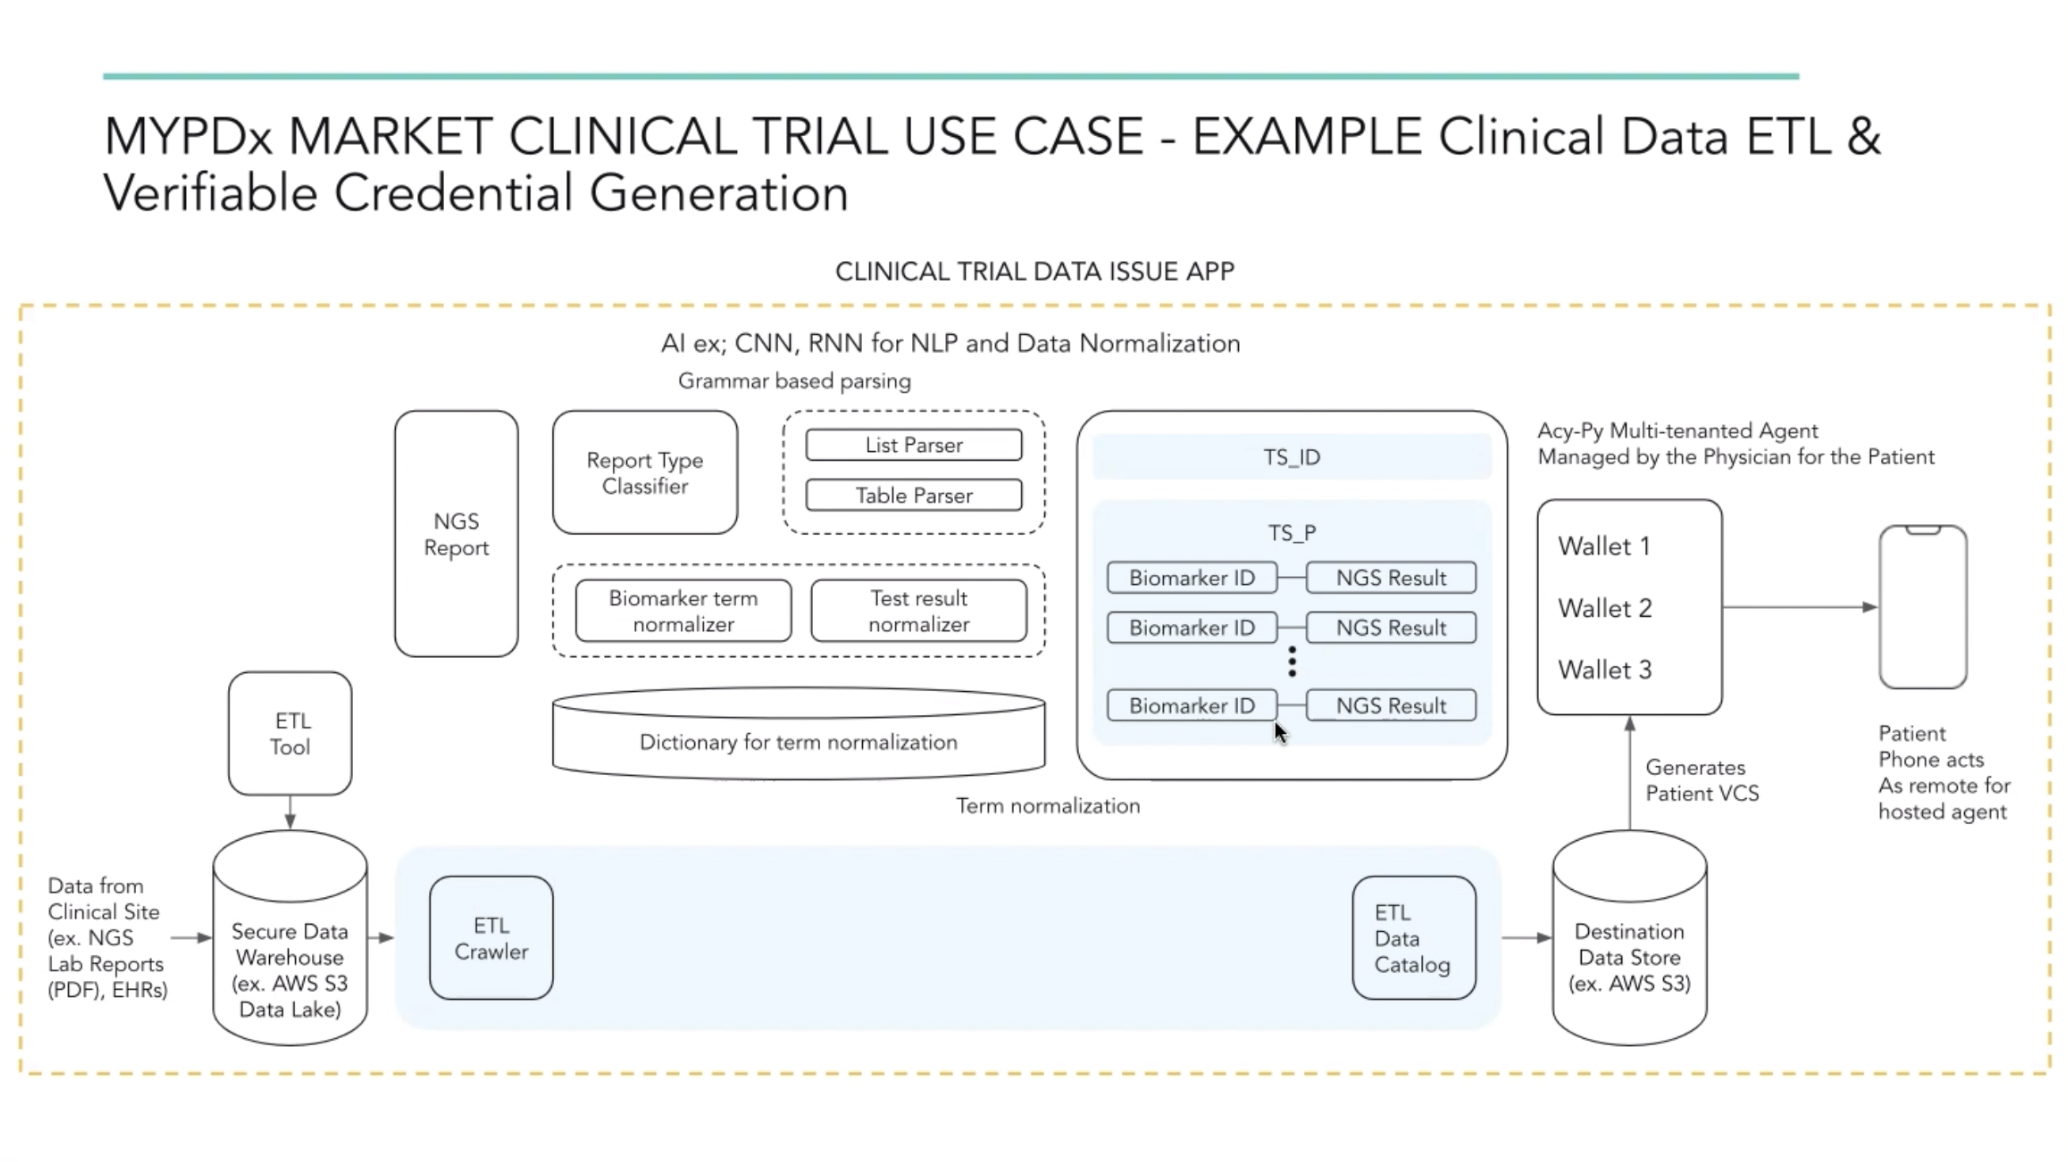 MYPDx MARKET CLINICAL TRIAL USE CASE - EXAMPLE Clinical Data ETL &
Verifiable Credential Generation
CLINICAL TRIAL DATA ISSUE APP
AI ex; CNN, RNN for NLP and Data Normalization
Grammar based parsing
NGS
Report
Report Type
Classifier
List Parser
Table Parser
Biomarker term
normalizer
Test result
normalizer
Dictionary for term normalization
TS_ID
TS_P
Biomarker ID
NGS Result
Biomarker ID
NGS Result
Biomarker ID
NGS Result
Term normalization
Acy-Py Multi-tenanted Agent
Managed by the Physician for the Patient
Wallet 1
Wallet 2
Wallet 3
Patient
Phone acts
As remote for
hosted agent
Generates
Patient VCS
ETL
Tool
Data from
Clinical Site
(ex. NGS
Lab Reports
(PDF), EHRs)
Secure Data
Warehouse
(ex. AWS S3
Data Lake)
ETL
Crawler
ETL
Data
Catalog
Destination
Data Store
(ex. AWS S3)